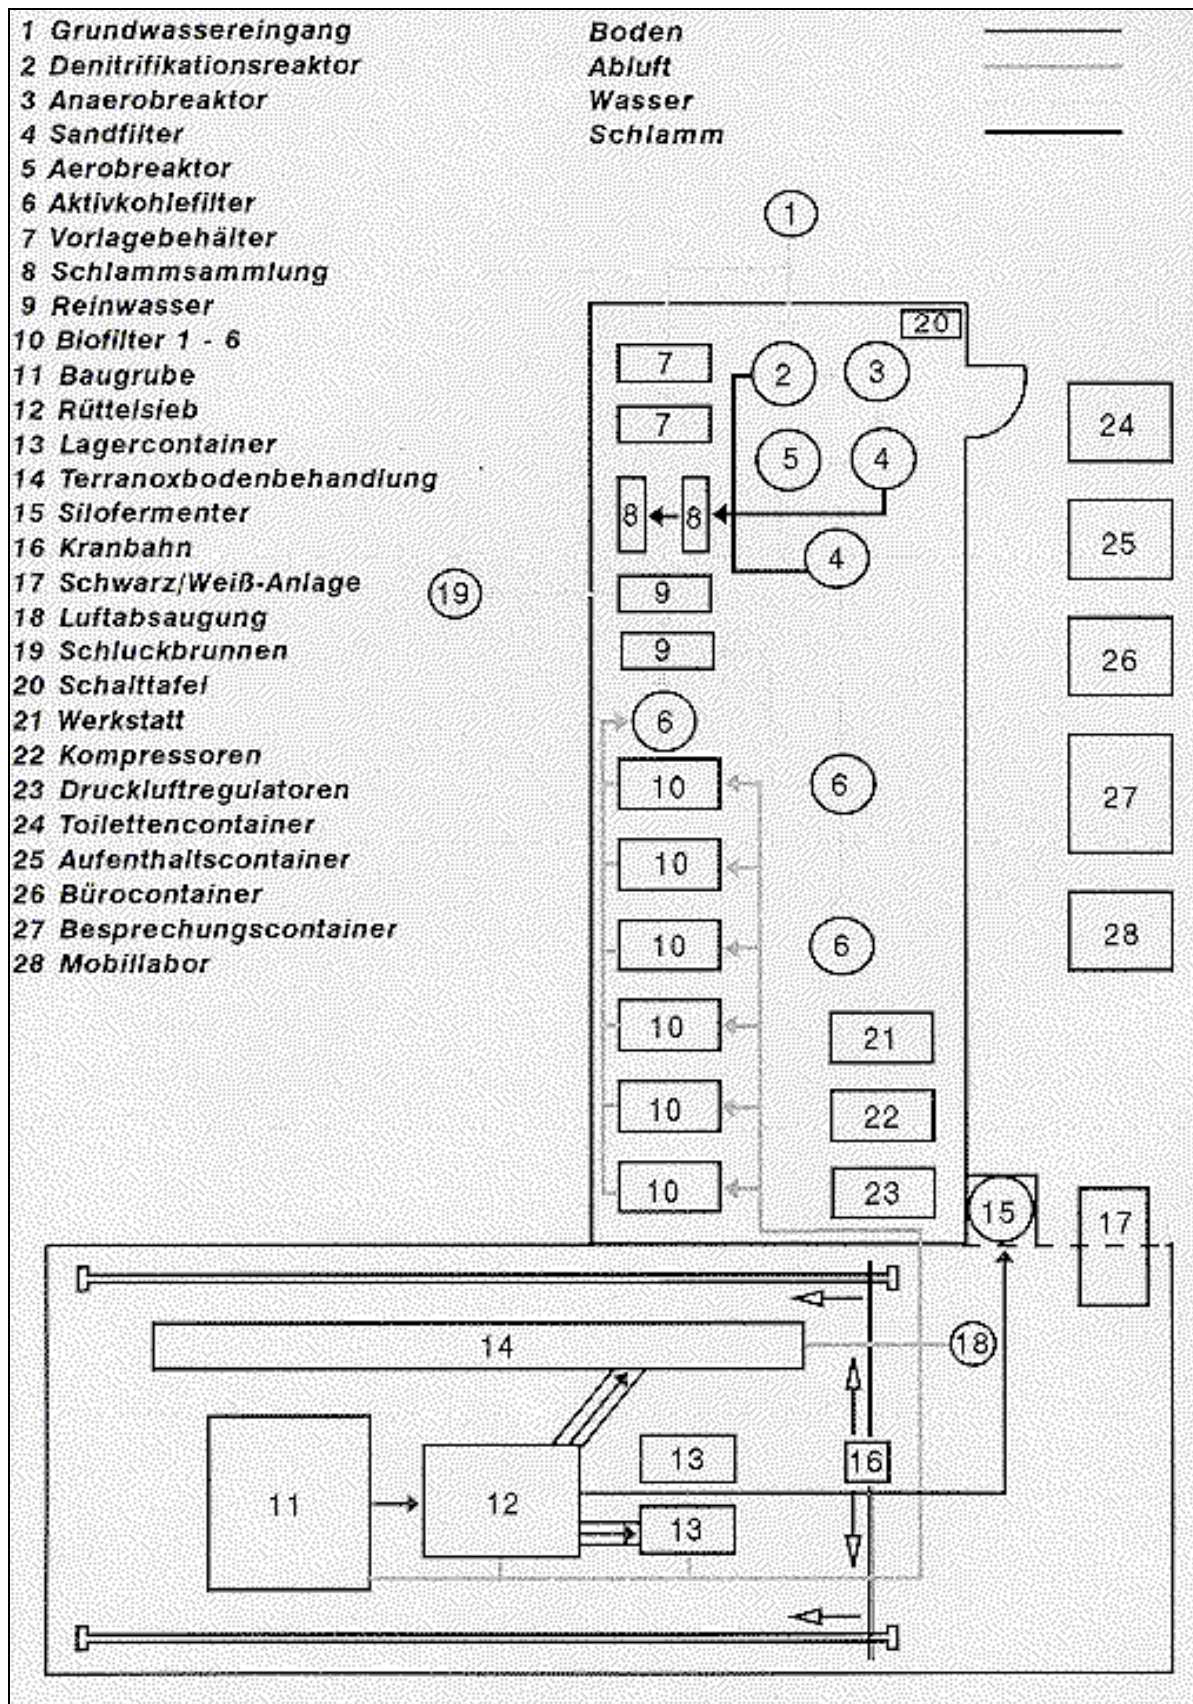 1 Grundwassereingang
2 Denitrifikationsreaktor
3 Anaerobreaktor
4 Sandfilter
5 Aerobreaktor
6 Aktivkohlefilter
7 Vorlagebehälter
8 Schlammsammlung
9 Reinwasser
10 Biofilter 1 - 6
11 Baugrube
12 Rüttelsieb
13 Lagercontainer
14 Terranoxbodenbehandlung
15 Silofermenter
16 Kranbahn
17 Schwarz/Weiß-Anlage
18 Luftabsaugung
19 Schluckbrunnen
20 Schalttafel
21 Werkstatt
22 Kompressoren
23 Druckluftregulatoren
24 Toilettencontainer
25 Aufenthaltscontainer
26 Bürocontainer
27 Besprechungscontainer
28 Mobillabor
Boden
Abluft
Wasser
Schlamm
1
20
7
2
3
7
24
5
4
8
8
4
25
19
9
9
26
6
10
6
27
10
10
6
28
10
21
10
22
10
23
15
17
14
18
13
16
11
12
13